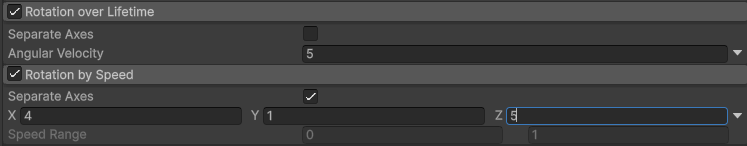 Rotation over Lifetime
Separate Axes
Angular Velocity 5
Rotation by Speed
Separate Axes
X 4 Y 1 Z 5
Speed Range 0 1